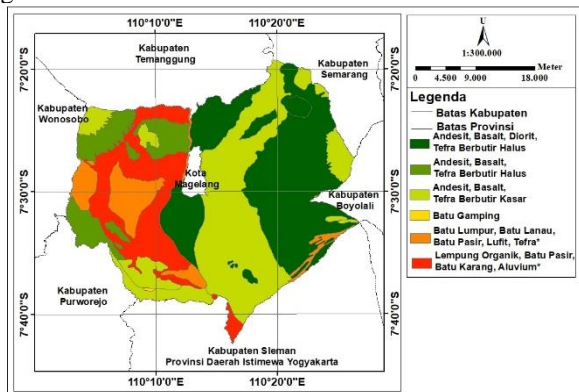 110°10'0"E
110°20'0"E
Kabupaten
Temanggung
Kabupaten
Semarang
Kabupaten
Wonosobo
Kota
Magelang
Kabupaten
Boyolali
Kabupaten
Purworejo
Kabupaten Sleman
Provinsi Daerah Istimewa Yogyakarta
7°20'0"S
7°30'0"S
7°40'0"S
7°20'0"S
7°30'0"S
7°40'0"S
110°10'0"E
110°20'0"E
U
1:300.000
Meter
0 4.500 9.000 18.000
Legenda
Batas Kabupaten
Batas Provinsi
Andesit, Basalt, Diorit,
Tefra Berbutir Halus
Andesit, Basalt,
Tefra Berbutir Halus
Andesit, Basalt,
Tefra Berbutir Kasar
Batu Gamping
Batu Lumpur, Batu Lanau,
Batu Pasir, Lufit, Tefra*
Lempung Organik, Batu Pasir,
Batu Karang, Aluvium*